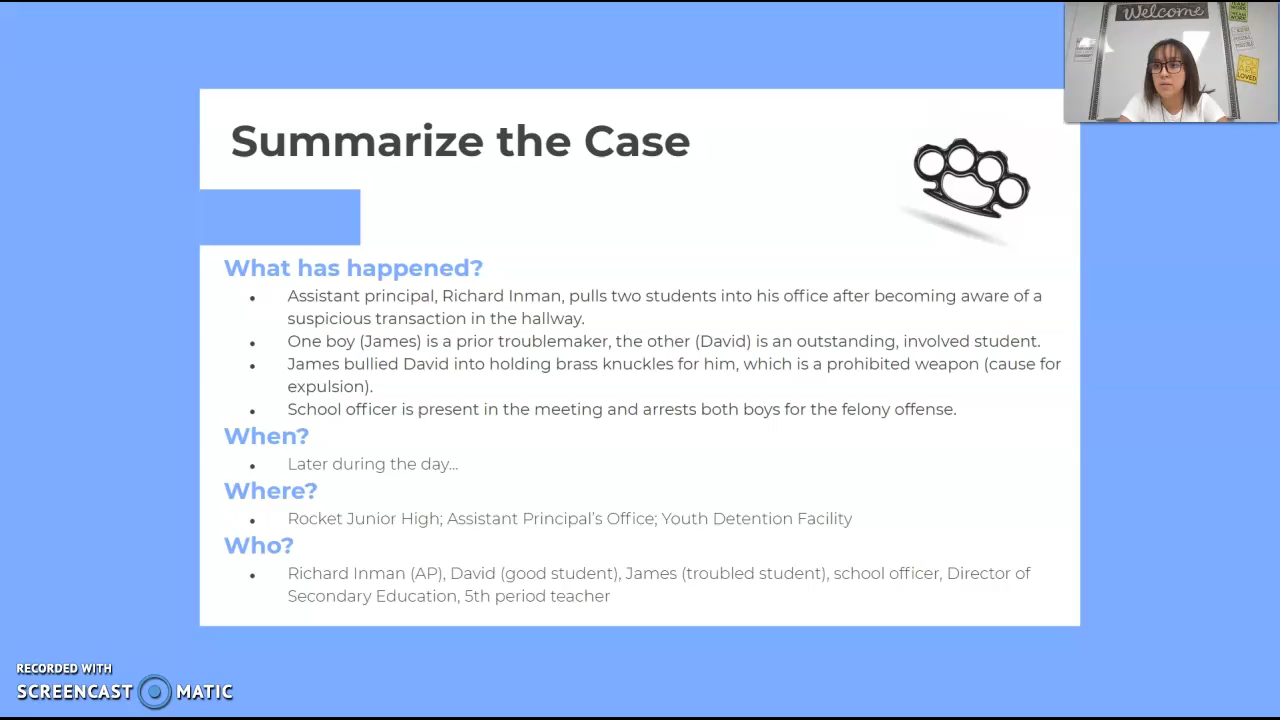 Welcome
TEAM
WORK
LOVED
Summarize the Case
What has happened?
• Assistant principal, Richard Inman, pulls two students into his office after becoming aware of a
suspicious transaction in the hallway.
• One boy (James) is a prior troublemaker, the other (David) is an outstanding, involved student.
• James bullied David into holding brass knuckles for him, which is a prohibited weapon (cause for
expulsion).
• School officer is present in the meeting and arrests both boys for the felony offense.
When?
• Later during the day...
Where?
• Rocket Junior High; Assistant Principal's Office; Youth Detention Facility
Who?
• Richard Inman (AP), David (good student), James (troubled student), school officer, Director of
Secondary Education, 5th period teacher
RECORDED WITH
SCREENCAST MATIC